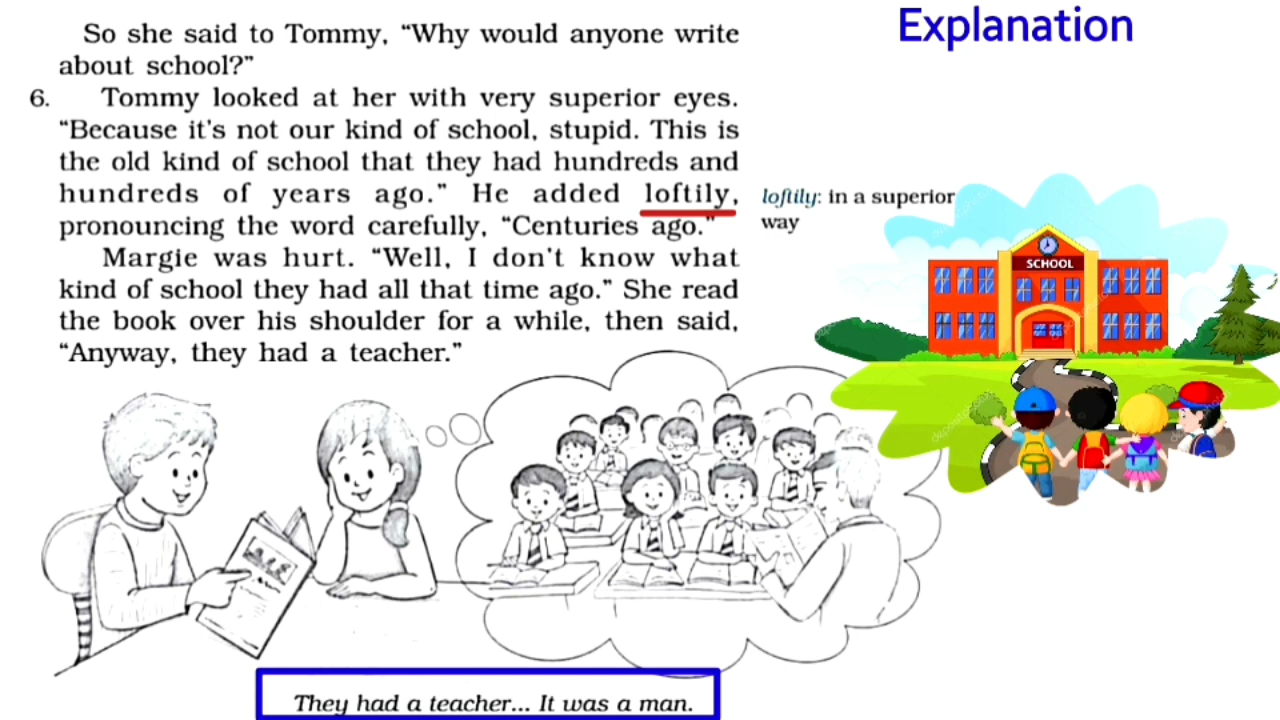 Explanation
So she said to Tommy, “Why would anyone write
about school?”
6. Tommy looked at her with very superior eyes.
“Because it's not our kind of school, stupid. This is
the old kind of school that they had hundreds and
hundreds of years ago.” He added loftily,
pronouncing the word carefully, “Centuries ago.”
loftily: in a superior
way
Margie was hurt. “Well, I don't know what
kind of school they had all that time ago.” She read
the book over his shoulder for a while, then said,
“Anyway, they had a teacher.”
SCHOOL
They had a teacher... It was a man.